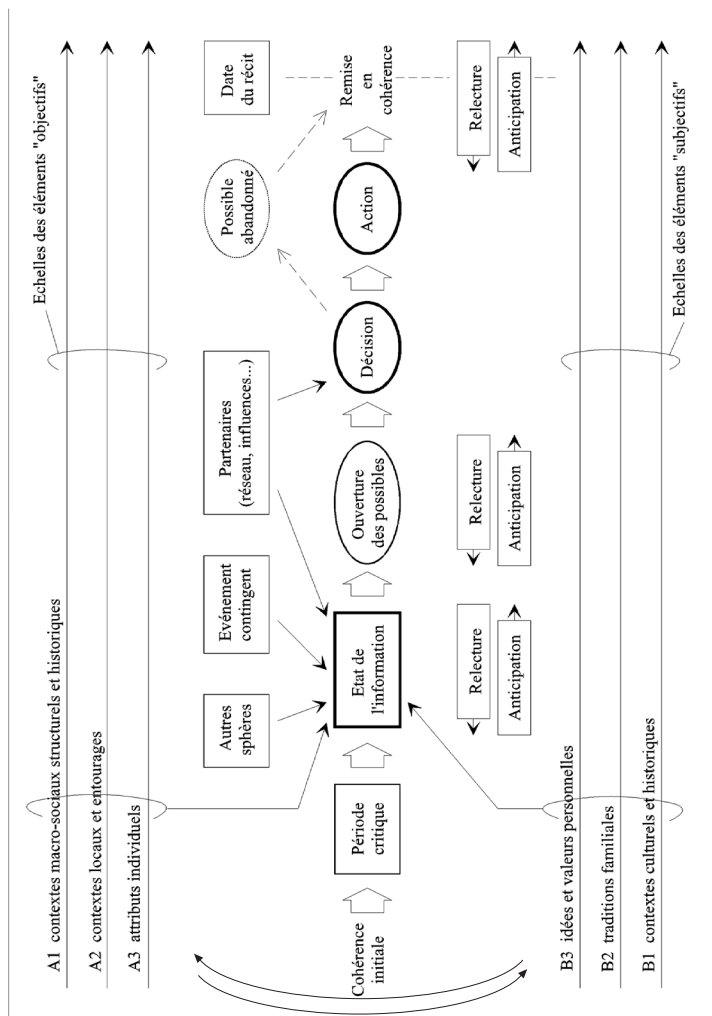 Echelles des éléments "objectifs"
A1 contextes macro-sociaux structurels et historiques
A2 contextes locaux et entourages
A3 attributs individuels
Autres
sphères
Evénement
contingent
Partenaires
(réseau, influences...)
Possible
abandonné
Date
du récit
Cohérence
initiale
Période
critique
Etat de
l'information
Ouverture
des possibles
Décision
Action
Remise
en
cohérence
Relecture
Anticipation
Relecture
Anticipation
Relecture
Anticipation
B3 idées et valeurs personnelles
B2 traditions familiales
B1 contextes culturels et historiques
Echelles des éléments "subjectifs"